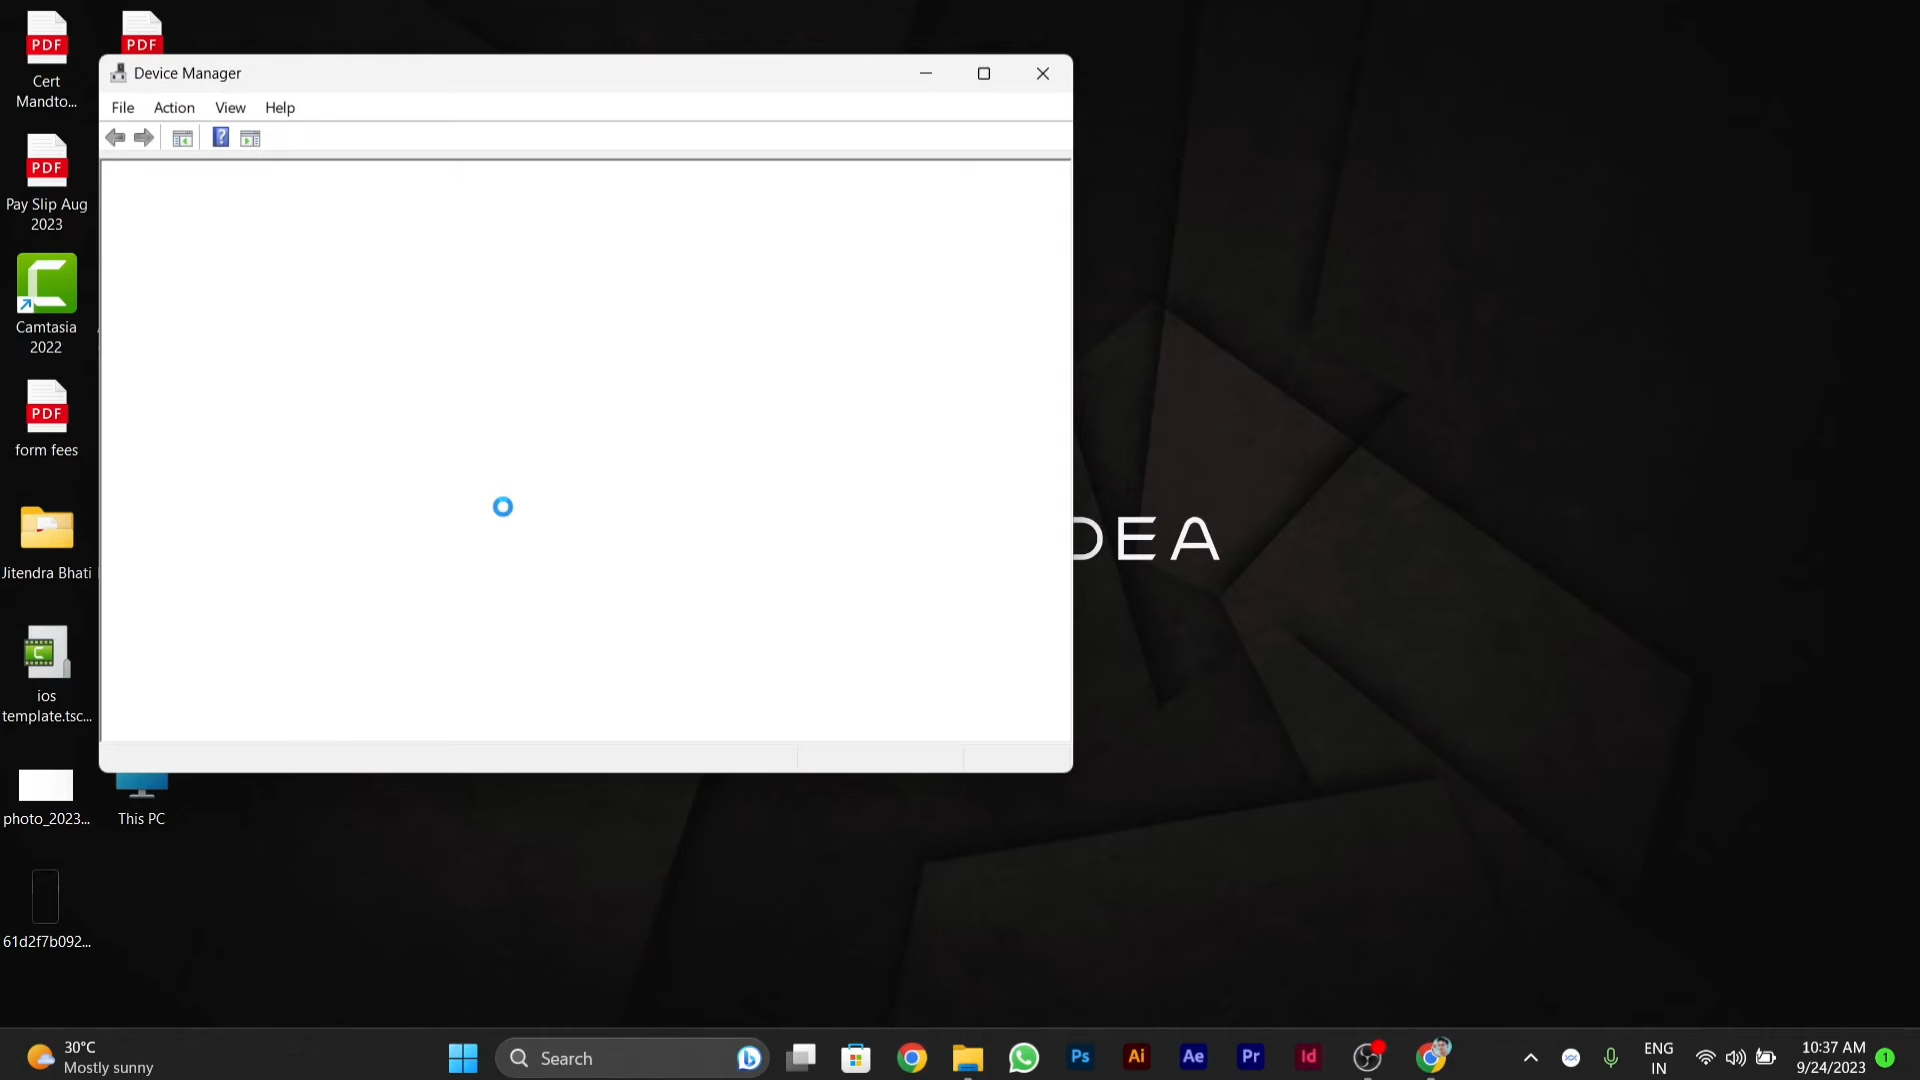 PDF
Cert
Mandto...
PDF
PDF
Pay Slip Aug
2023
Camtasia
2022
PDF
form fees
Jitendra Bhati
ios
template.tsc...
photo_2023...
This PC
61d2f7b092...
Device Manager
File Action View Help
?
DEA
30°C
Mostly sunny
Search
Ps
Ai
Ae
Pr
Id
ENG
IN
10:37 AM
9/24/2023
1